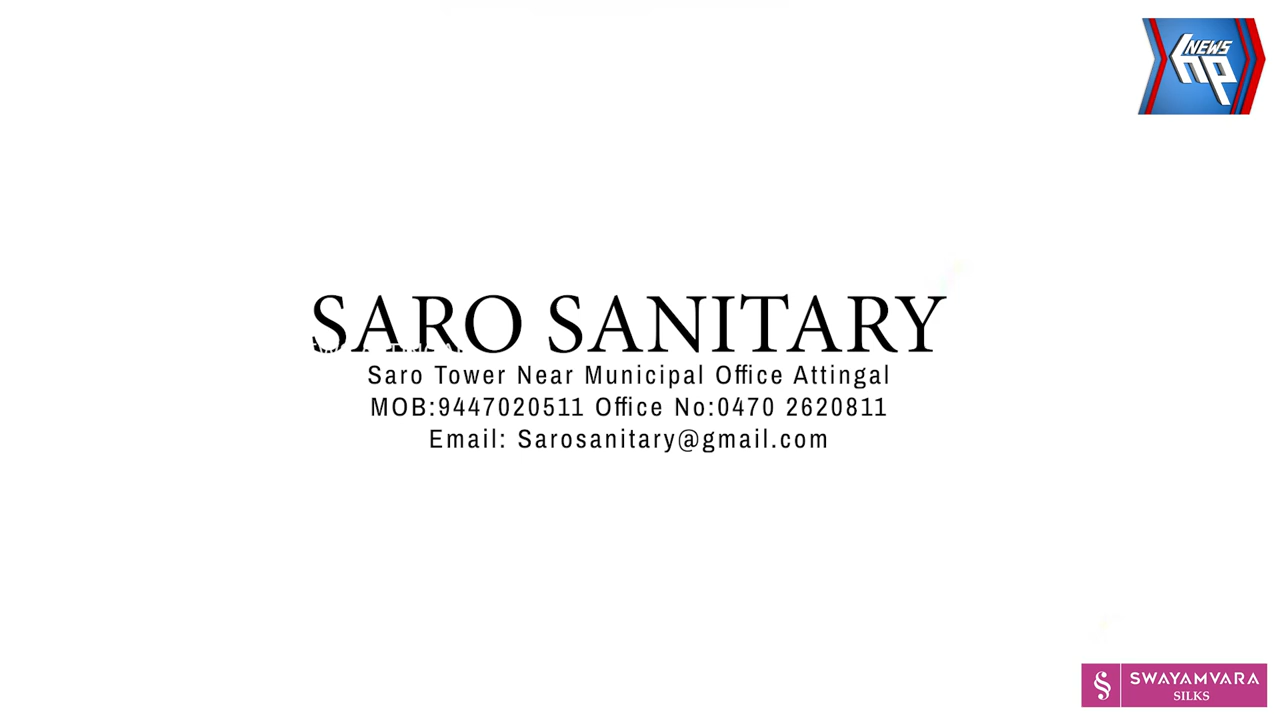 NEWS
hp
SARO SANITARY
Saro Tower Near Municipal Office Attingal
MOB:9447020511 Office No:0470 2620811
Email: Sarosanitary@gmail.com
SWAYAMVARA
SILKS